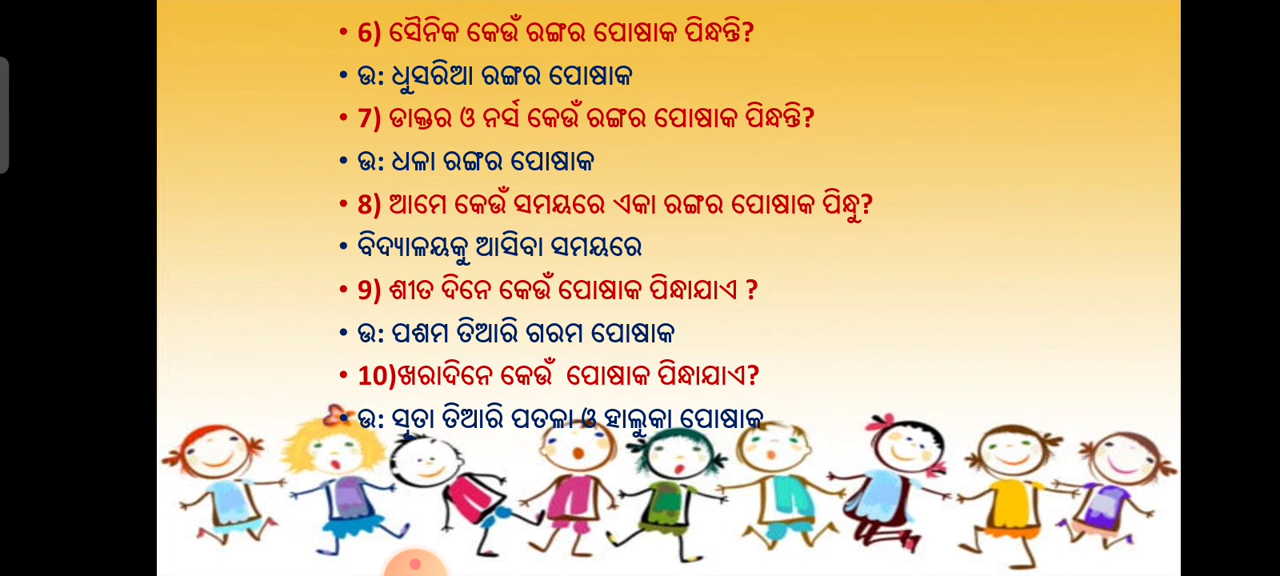 • 6) ସୈନିକ କେଉଁ ରଙ୍ଗର ପୋଷାକ ପିନ୍ଧନ୍ତି?
• ଉ: ଧୁସରିଆ ରଙ୍ଗର ପୋଷାକ
• 7) ଡାକ୍ତର ଓ ନର୍ସ କେଉଁ ରଙ୍ଗର ପୋଷାକ ପିନ୍ଧନ୍ତି?
• ଉ: ଧଳା ରଙ୍ଗର ପୋଷାକ
• 8) ଆମେ କେଉଁ ସମୟରେ ଏକା ରଙ୍ଗର ପୋଷାକ ପିନ୍ଧୁ?
• ବିଦ୍ୟାଳୟକୁ ଆସିବା ସମୟରେ
• 9) ଶୀତ ଦିନେ କେଉଁ ପୋଷାକ ପିନ୍ଧାଯାଏ ?
• ଉ: ପଶମ ତିଆରି ଗରମ ପୋଷାକ
• 10)ଖରାଦିନେ କେଉଁ ପୋଷାକ ପିନ୍ଧାଯାଏ?
• ଉ: ସୂତା ତିଆରି ପତଳା ଓ ହାଲୁକା ପୋଷାକ